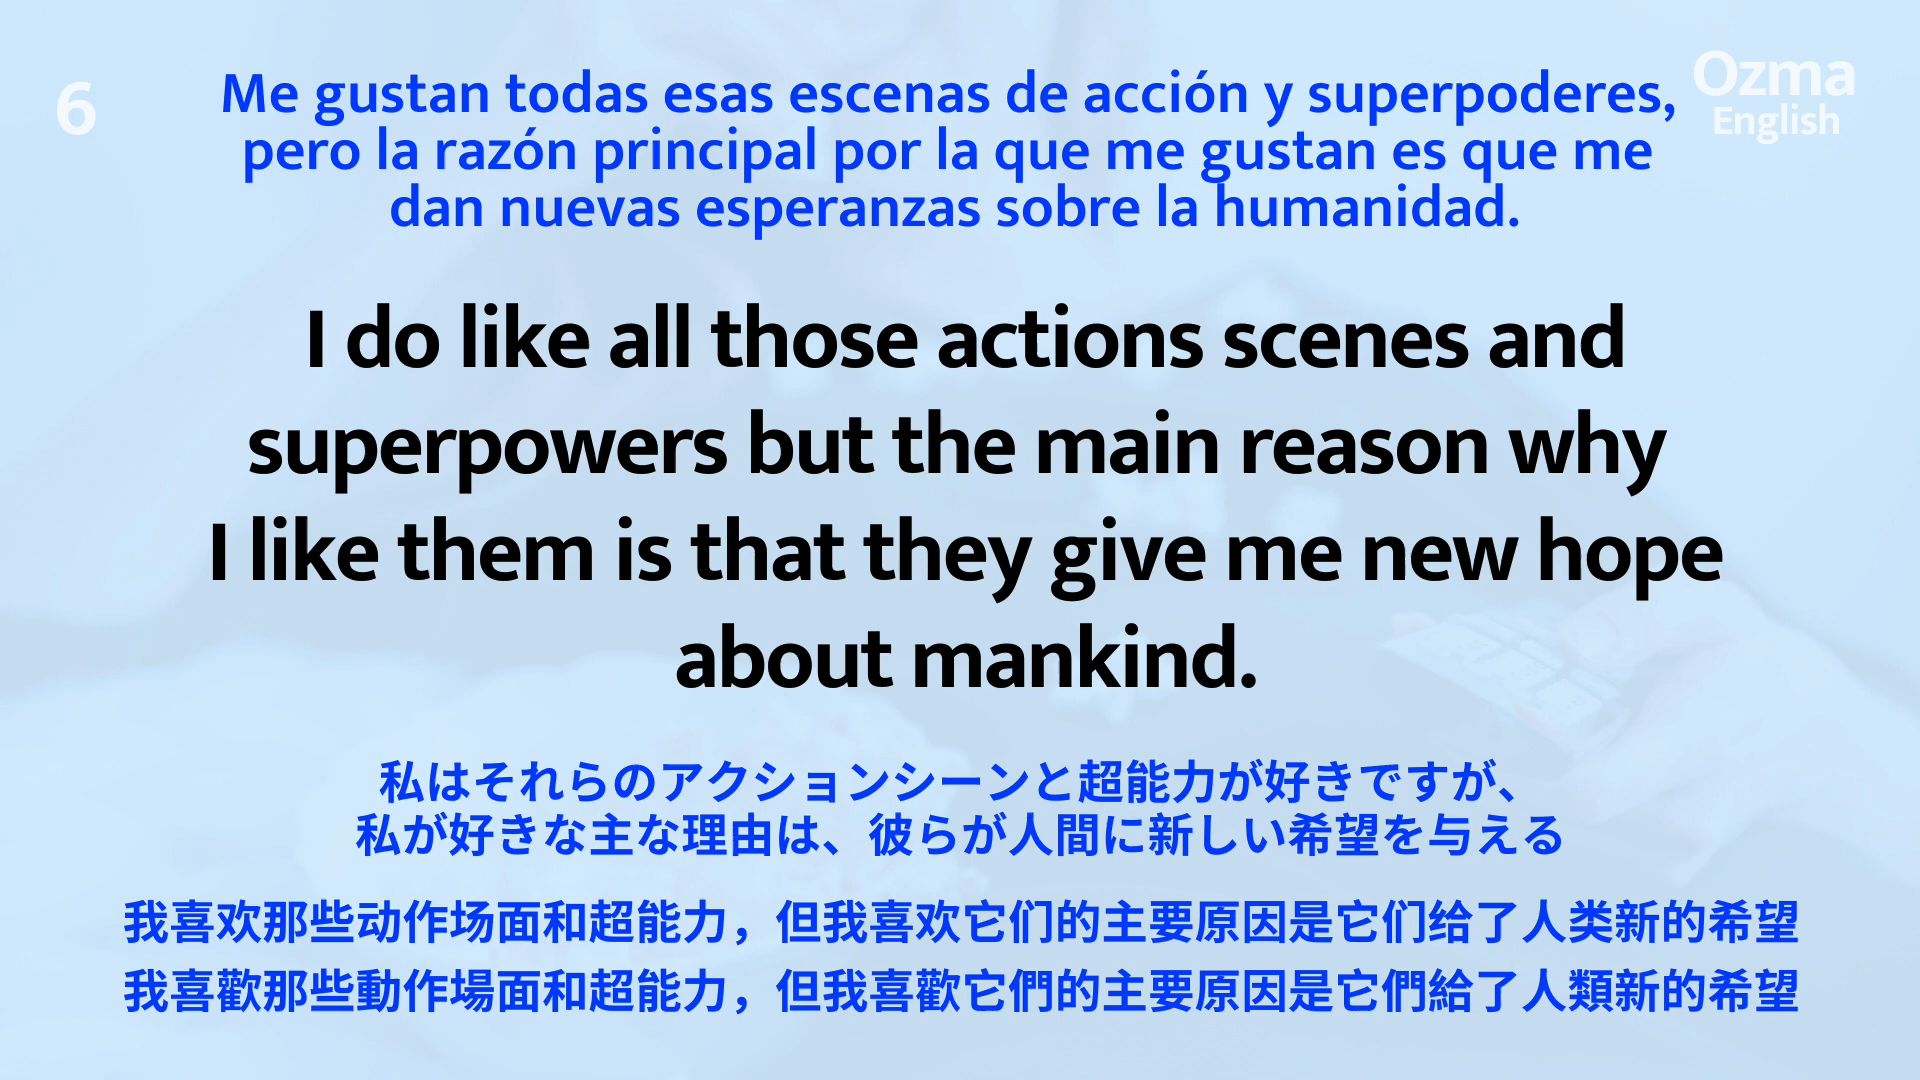 6
Ozma
English
Me gustan todas esas escenas de acción y superpoderes,
pero la razón principal por la que me gustan es que me
dan nuevas esperanzas sobre la humanidad.
I do like all those actions scenes and
superpowers but the main reason why
I like them is that they give me new hope
about mankind.
私はそれらのアクションシーンと超能力が好きですが、
私が好きな主な理由は、彼らが人間に新しい希望を与える
我喜欢那些动作场面和超能力，但我喜欢它们的主要原因是它们给了人类新的希望
我喜歡那些動作場面和超能力，但我喜歡它們的主要原因是它們給了人類新的希望